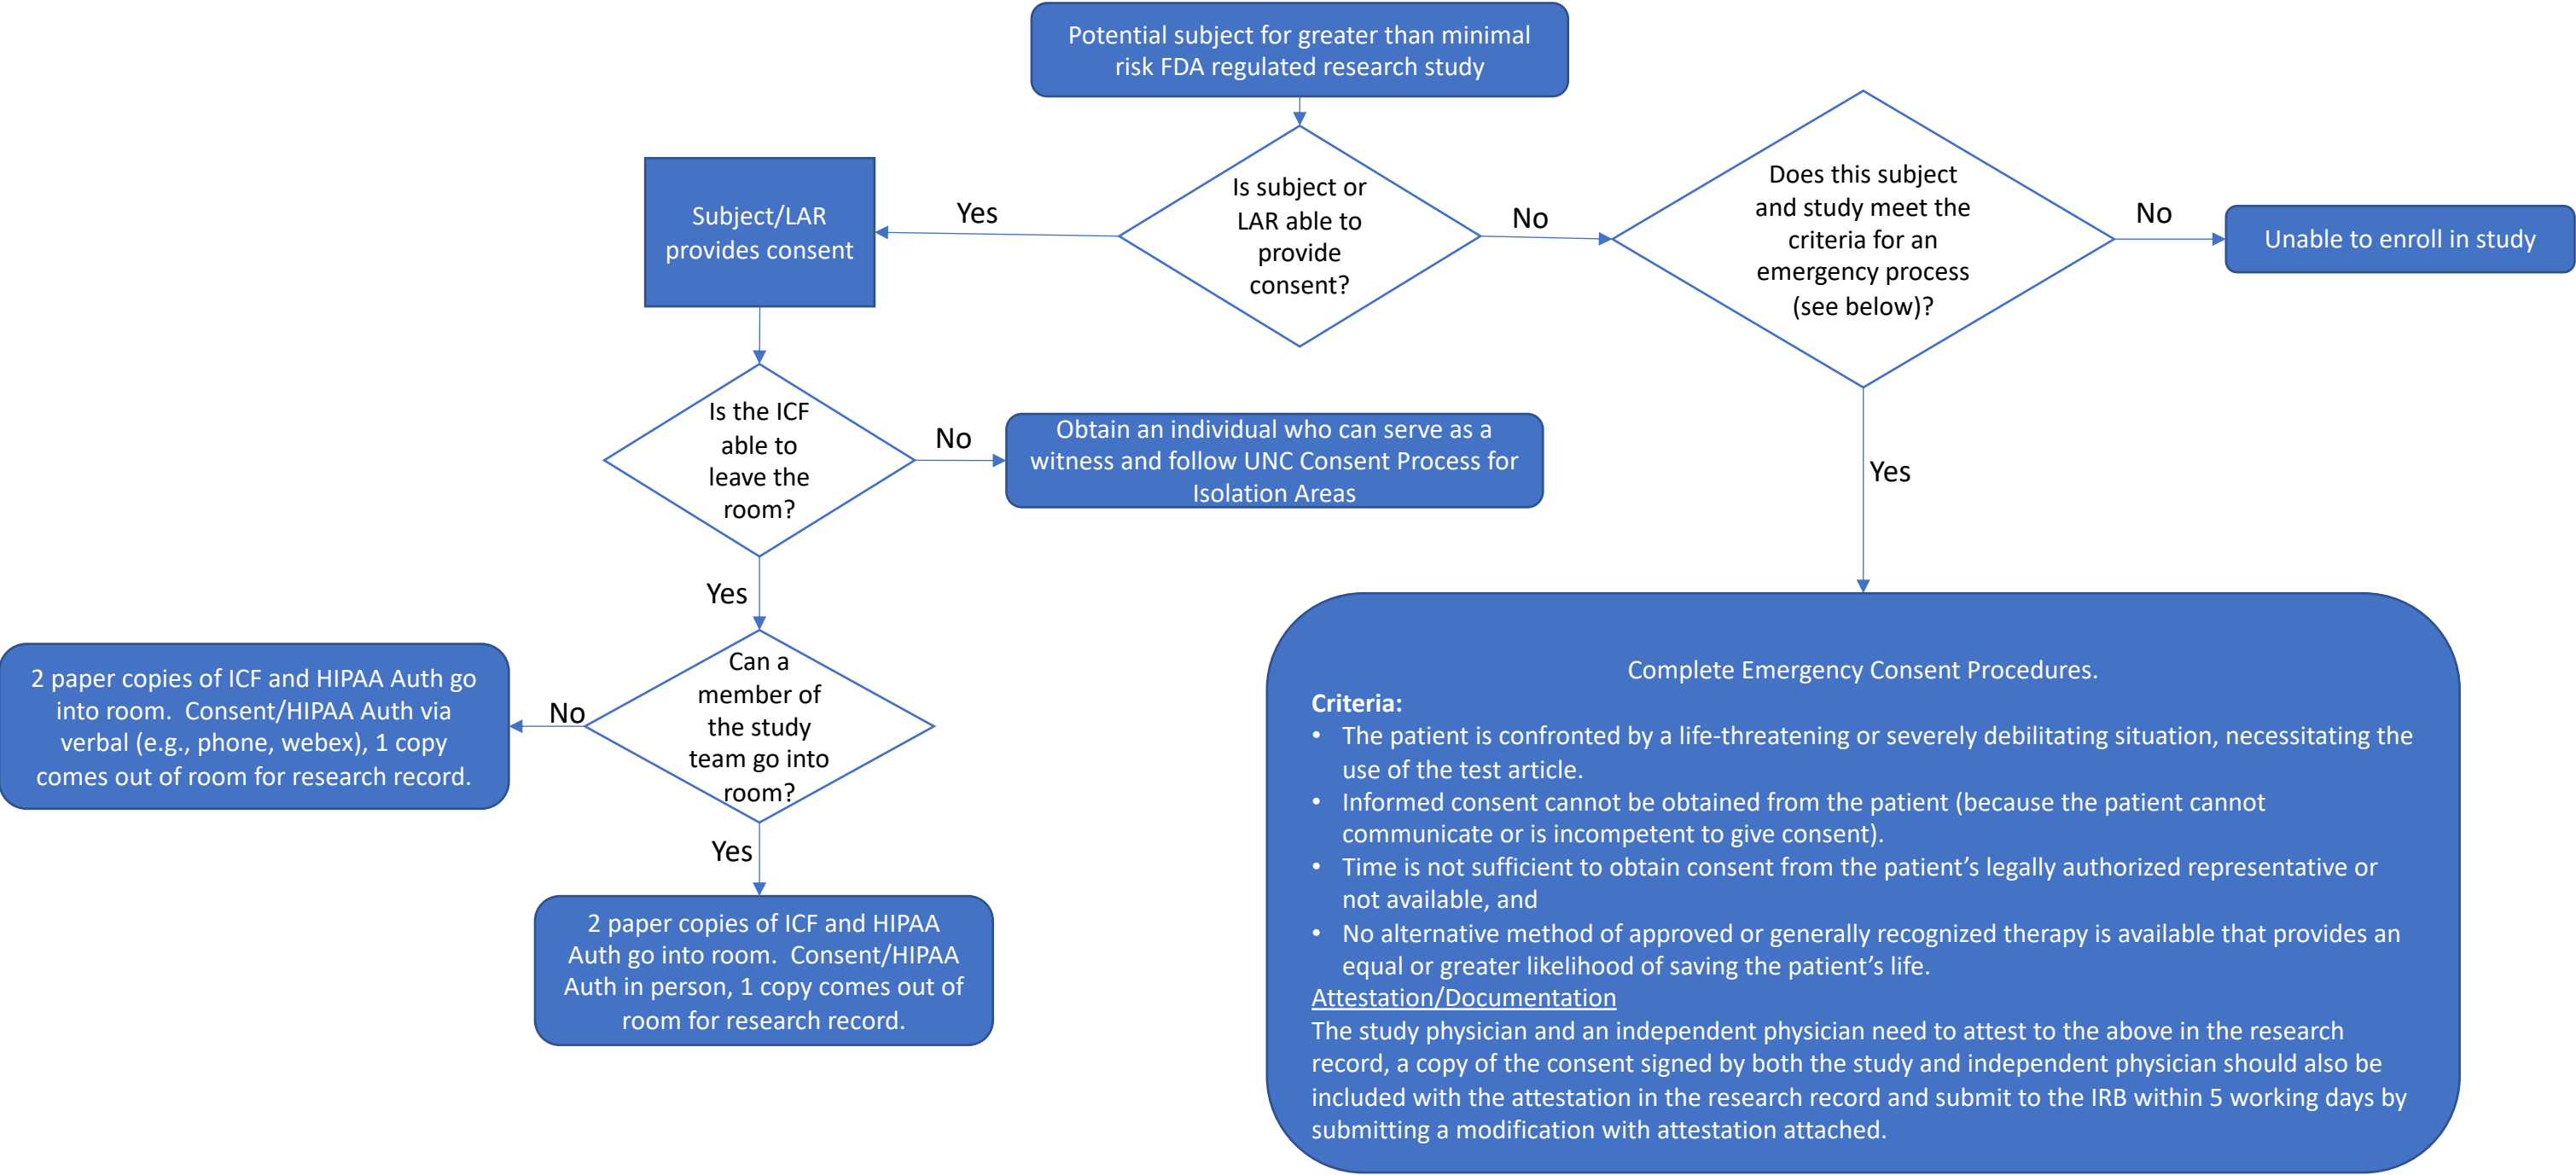 Potential subject for greater than minimal
risk FDA regulated research study
Is subject or
LAR able to
provide
consent?
Yes
No
Subject/LAR
provides consent
Does this subject
and study meet the
criteria for an
emergency process
(see below)?
No
Unable to enroll in study
Yes
Is the ICF
able to
leave the
room?
No
Obtain an individual who can serve as a
witness and follow UNC Consent Process for
Isolation Areas
Yes
Can a
member of
the study
team go into
room?
No
2 paper copies of ICF and HIPAA Auth go
into room.  Consent/HIPAA Auth via
verbal (e.g., phone, webex), 1 copy
comes out of room for research record.
Yes
2 paper copies of ICF and HIPAA
Auth go into room.  Consent/HIPAA
Auth in person, 1 copy comes out of
room for research record.
Complete Emergency Consent Procedures.
Criteria:
• The patient is confronted by a life-threatening or severely debilitating situation, necessitating the
use of the test article.
• Informed consent cannot be obtained from the patient (because the patient cannot
communicate or is incompetent to give consent).
• Time is not sufficient to obtain consent from the patient’s legally authorized representative or
not available, and
• No alternative method of approved or generally recognized therapy is available that provides an
equal or greater likelihood of saving the patient’s life.
Attestation/Documentation
The study physician and an independent physician need to attest to the above in the research
record, a copy of the consent signed by both the study and independent physician should also be
included with the attestation in the research record and submit to the IRB within 5 working days by
submitting a modification with attestation attached.